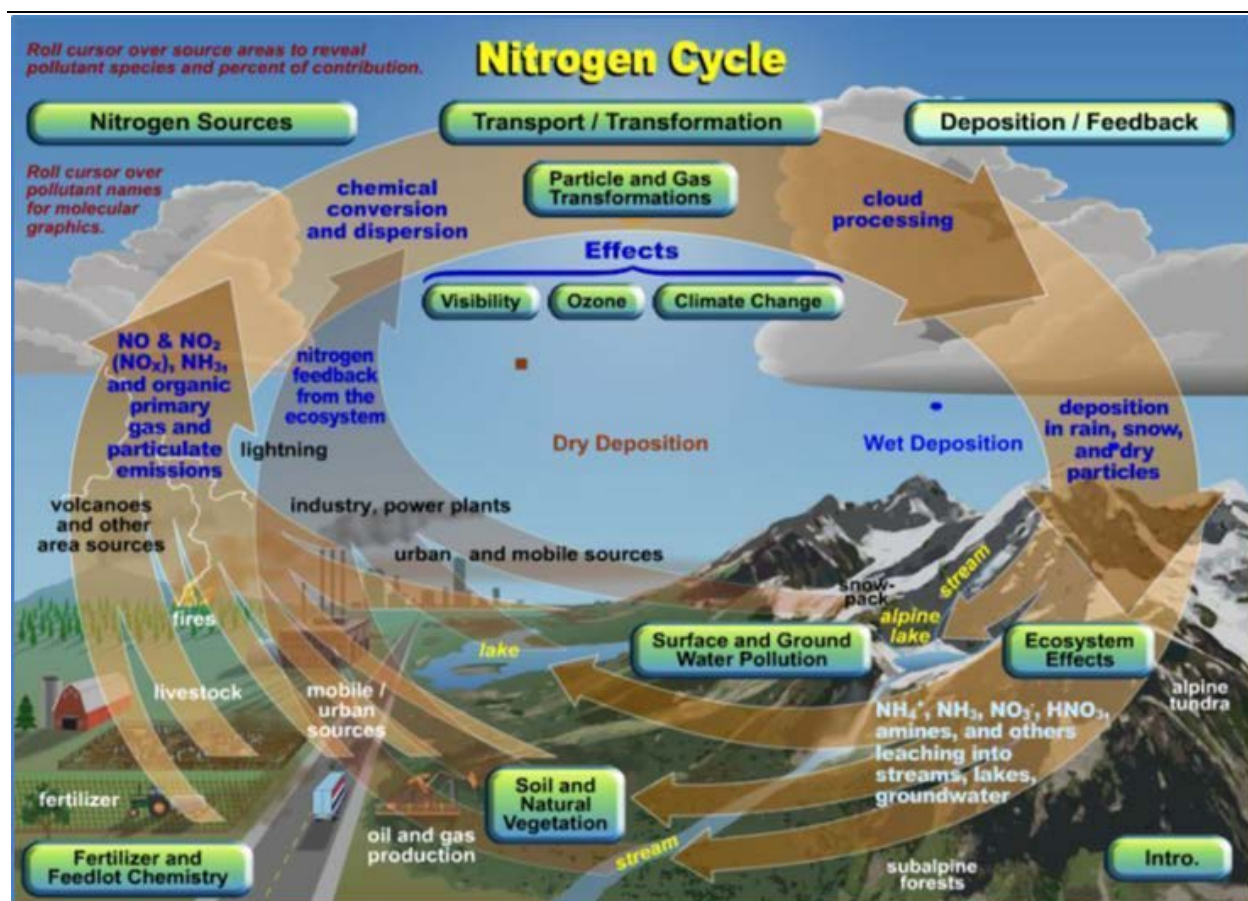 Roll cursor over source areas to reveal
pollutant species and percent of contribution.
Nitrogen Cycle
Nitrogen Sources
Transport / Transformation
Deposition / Feedback
Roll cursor over
pollutant names
for molecular
graphics.
chemical
conversion
and dispersion
Particle and Gas
Transformations
cloud
processing
Effects
Visibility
Ozone
Climate Change
NO & NO₂
(NOₓ), NH₃,
and organic
primary
gas and
particulate
emissions
nitrogen
feedback
from the
ecosystem
lightning
Dry Deposition
Wet Deposition
deposition
in rain, snow,
and dry
particles
volcanoes
and other
area sources
industry, power plants
urban and mobile sources
fires
livestock
mobile /
urban
sources
lake
snow-
pack
stream
alpine
lake
Surface and Ground
Water Pollution
Ecosystem
Effects
alpine
tundra
NH₄⁺, NH₃, NO₃⁻, HNO₃,
amines, and others
leaching into
streams, lakes,
groundwater
fertilizer
oil and gas
production
Soil and
Natural
Vegetation
stream
subalpine
forests
Fertilizer and
Feedlot Chemistry
Intro.